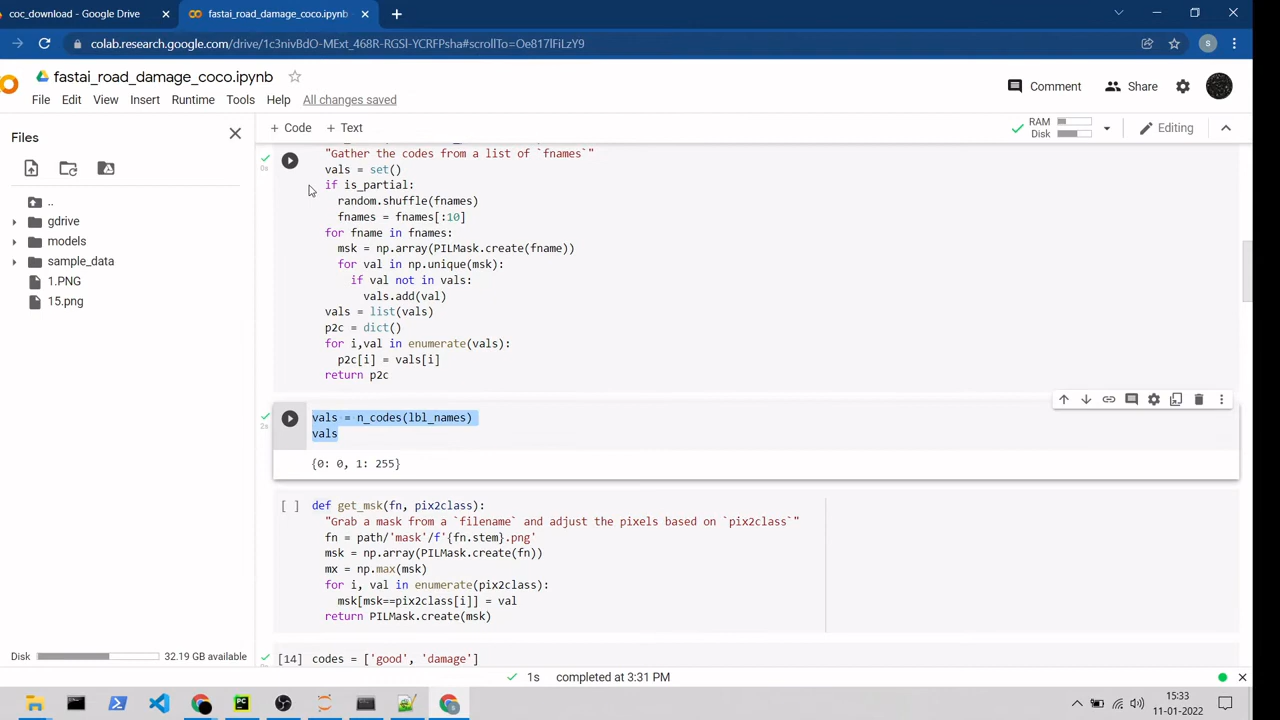 coc_download - Google Drive
fastai_road_damage_coco.ipynb
colab.research.google.com/drive/1c3nivBdO-MExt_468R-RGSl-YCRFPsha#scrollTo=Oe817lFiLzY9
S
fastai_road_damage_coco.ipynb
File Edit View Insert Runtime Tools Help All changes saved
Comment Share
Files
+ Code + Text
RAM
Disk
Editing
..
gdrive
models
sample_data
1.PNG
15.png
0s
"Gather the codes from a list of `fnames`"
vals = set()
if is_partial:
random.shuffle(fnames)
fnames = fnames[:10]
for fname in fnames:
msk = np.array(PILMask.create(fname))
for val in np.unique(msk):
if val not in vals:
vals.add(val)
vals = list(vals)
p2c = dict()
for i,val in enumerate(vals):
p2c[i] = vals[i]
return p2c
2s
vals = n_codes(lbl_names)
vals
{0: 0, 1: 255}
[ ] def get_msk(fn, pix2class):
"Grab a mask from a `filename` and adjust the pixels based on `pix2class`"
fn = path/'mask'/f'{fn.stem}.png'
msk = np.array(PILMask.create(fn))
mx = np.max(msk)
for i, val in enumerate(pix2class):
msk[msk==pix2class[i]] = val
return PILMask.create(msk)
[14] codes = ['good', 'damage']
Disk 32.19 GB available
1s completed at 3:31 PM
15:33
11-01-2022